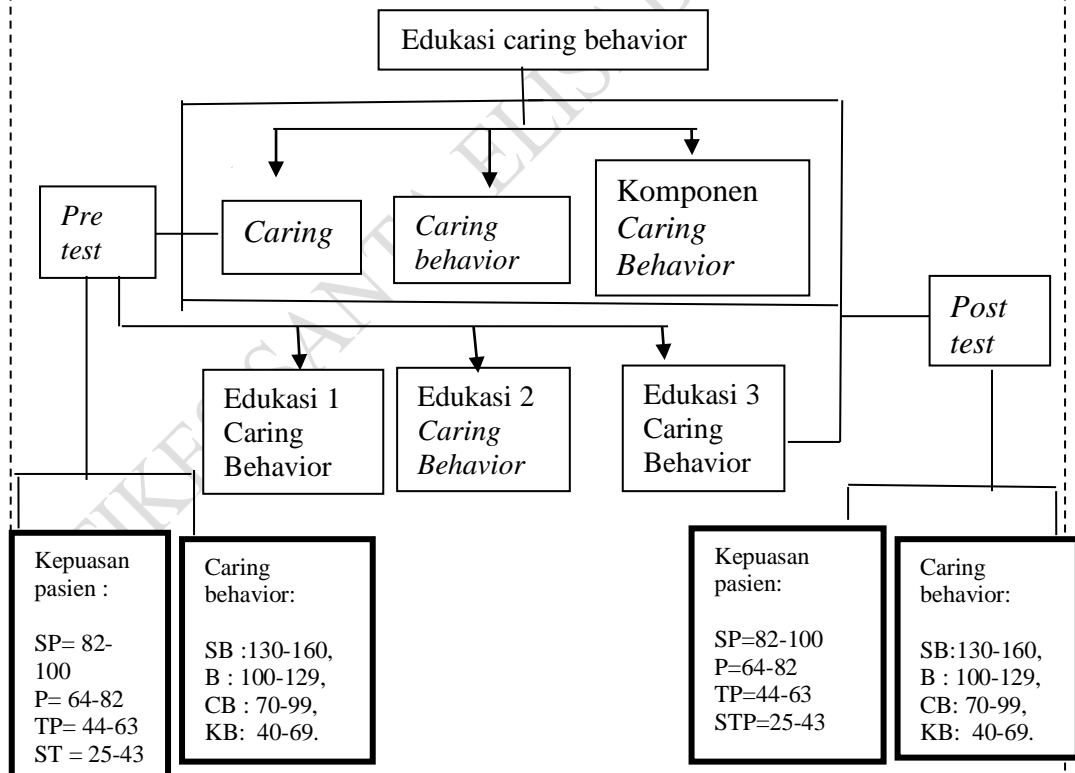 Edukasi caring behavior
Pre
test
Caring
Caring
behavior
Komponen
Caring
Behavior
Post
test
Edukasi 1
Caring
Behavior
Edukasi 2
Caring
Behavior
Edukasi 3
Caring
Behavior
Kepuasan
pasien :
SP= 82-
100
P= 64-82
TP= 44-63
ST = 25-43
Caring
behavior:
SB :130-160,
B : 100-129,
CB : 70-99,
KB: 40-69.
Kepuasan
pasien:
SP=82-100
P=64-82
TP=44-63
STP=25-43
Caring
behavior:
SB:130-160,
B : 100-129,
CB: 70-99,
KB: 40-69.